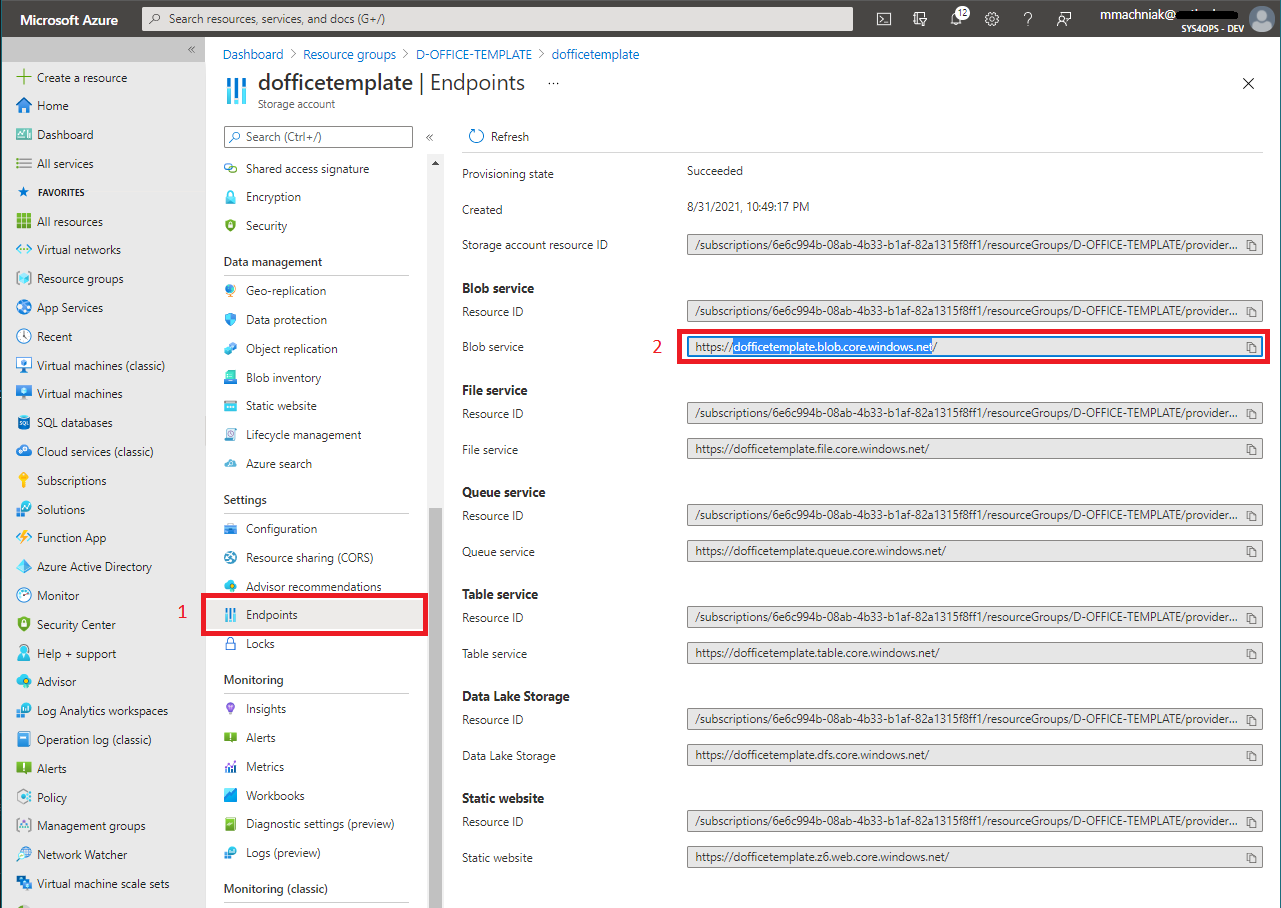 Microsoft Azure
Search resources, services, and docs (G+/)
12
mmachniak@
SYS4OPS - DEV
«
Create a resource
Home
Dashboard
All services
FAVORITES
All resources
Virtual networks
Resource groups
App Services
Recent
Virtual machines (classic)
Virtual machines
SQL databases
Cloud services (classic)
Subscriptions
Solutions
Function App
Azure Active Directory
Monitor
Security Center
Help + support
Advisor
Log Analytics workspaces
Operation log (classic)
Alerts
Policy
Management groups
Network Watcher
Virtual machine scale sets
Dashboard > Resource groups > D-OFFICE-TEMPLATE > dofficetemplate
dofficetemplate | Endpoints ...
Storage account
Search (Ctrl+/)
«
Shared access signature
Encryption
Security
Data management
Geo-replication
Data protection
Object replication
Blob inventory
Static website
Lifecycle management
Azure search
Settings
Configuration
Resource sharing (CORS)
Advisor recommendations
1
Endpoints
Locks
Monitoring
Insights
Alerts
Metrics
Workbooks
Diagnostic settings (preview)
Logs (preview)
Monitoring (classic)
Refresh
Provisioning state
Succeeded
Created
8/31/2021, 10:49:17 PM
Storage account resource ID
/subscriptions/6e6c994b-08ab-4b33-b1af-82a1315f8ff1/resourceGroups/D-OFFICE-TEMPLATE/provider...
Blob service
Resource ID
/subscriptions/6e6c994b-08ab-4b33-b1af-82a1315f8ff1/resourceGroups/D-OFFICE-TEMPLATE/provider...
Blob service
2
https://dofficetemplate.blob.core.windows.net/
File service
Resource ID
/subscriptions/6e6c994b-08ab-4b33-b1af-82a1315f8ff1/resourceGroups/D-OFFICE-TEMPLATE/provider...
File service
https://dofficetemplate.file.core.windows.net/
Queue service
Resource ID
/subscriptions/6e6c994b-08ab-4b33-b1af-82a1315f8ff1/resourceGroups/D-OFFICE-TEMPLATE/provider...
Queue service
https://dofficetemplate.queue.core.windows.net/
Table service
Resource ID
/subscriptions/6e6c994b-08ab-4b33-b1af-82a1315f8ff1/resourceGroups/D-OFFICE-TEMPLATE/provider...
Table service
https://dofficetemplate.table.core.windows.net/
Data Lake Storage
Resource ID
/subscriptions/6e6c994b-08ab-4b33-b1af-82a1315f8ff1/resourceGroups/D-OFFICE-TEMPLATE/provider...
Data Lake Storage
https://dofficetemplate.dfs.core.windows.net/
Static website
Resource ID
/subscriptions/6e6c994b-08ab-4b33-b1af-82a1315f8ff1/resourceGroups/D-OFFICE-TEMPLATE/provider...
Static website
https://dofficetemplate.z6.web.core.windows.net/